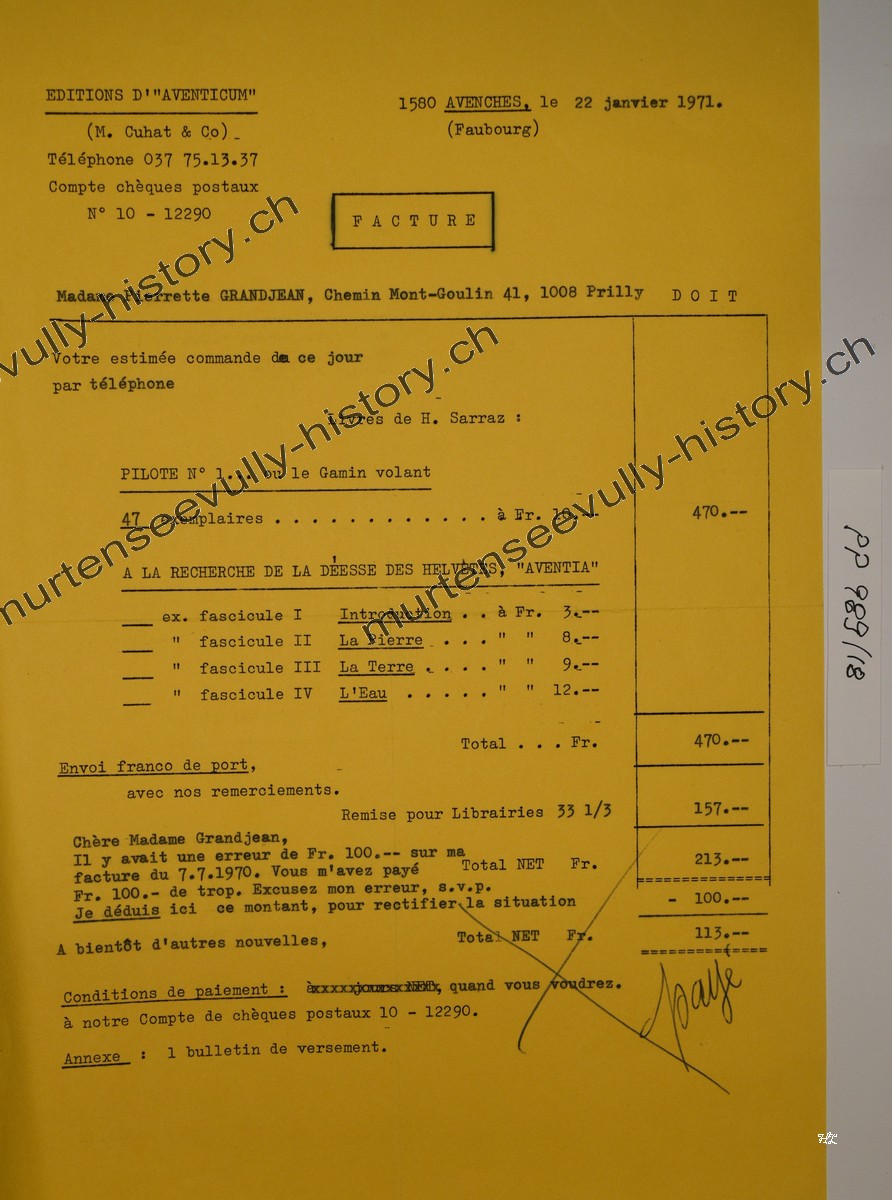 EDITIONS D'"AVENTICUM"
(M. Cuhat & Co)
Téléphone 037 75.13.37
Compte chèques postaux
N° 10 - 12290
1580 AVENCHES, le 22 janvier 1971.
(Faubourg)
F A C T U R E
Madame Pierrette GRANDJEAN, Chemin Mont-Goulin 41, 1008 Prilly D O I T
Votre estimée commande de ce jour
par téléphone
Livres de H. Sarraz :
PILOTE N° 1... ou le Gamin volant
47 exemplaires . . . . . . . . . . . . à Fr. 10.-- 470.--
A LA RECHERCHE DE LA DÉESSE DES HELVÈTES, "AVENTIA"
___ ex. fascicule I Introduction . . à Fr. 3.--
___ " fascicule II La Pierre . . . . " " 8.--
___ " fascicule III La Terre . . . . " " 9.--
___ " fascicule IV L'Eau . . . . . " " 12.--
Total . . . Fr. 470.--
Envoi franco de port,
avec nos remerciements.
Remise pour Librairies 33 1/3 157.--
Chère Madame Grandjean,
Il y avait une erreur de Fr. 100.-- sur ma
facture du 7.7.1970. Vous m'avez payé Total NET Fr. 213.--
Fr. 100.- de trop. Excusez mon erreur, s.v.p.
Je déduis ici ce montant, pour rectifier la situation - 100.--
A bientôt d'autres nouvelles, Total NET Fr. 113.--
Conditions de paiement : quand vous voudrez.
à notre Compte de chèques postaux 10 - 12290.
Annexe : 1 bulletin de versement.
payé
PP 989/18
murtenseevully-history.ch
murtenseevully-history.ch
murtenseevully-history.ch